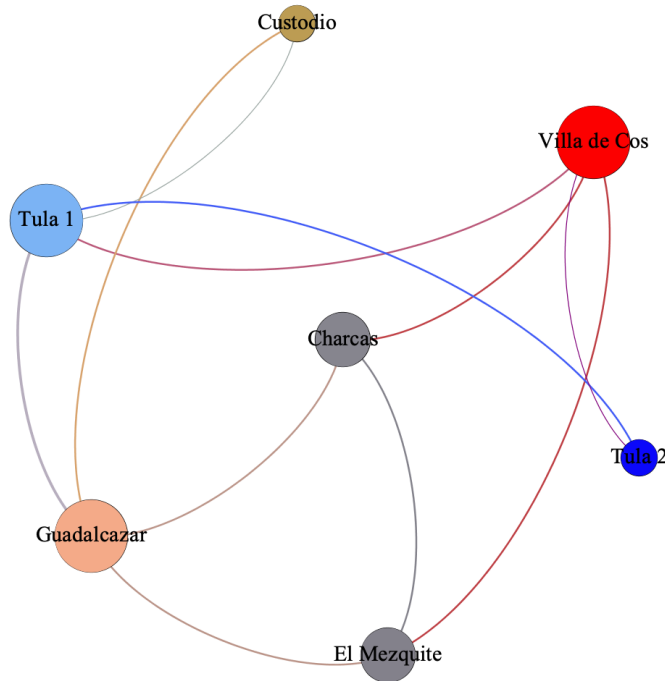 Custodio
Villa de Cos
Tula 1
Charcas
Tula 2
Guadalcazar
El Mezquite